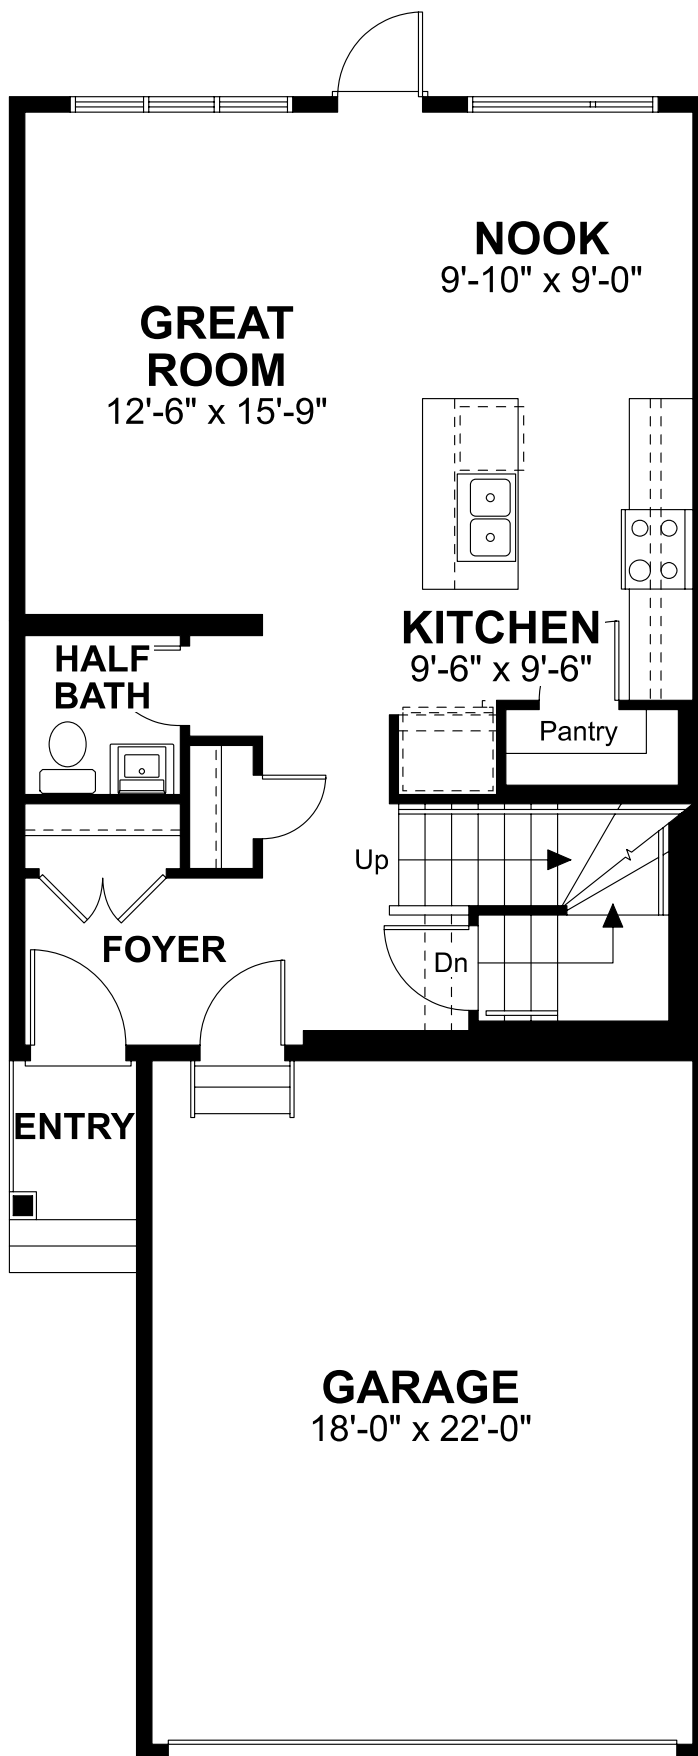 NOOK
9'-10" x 9'-0"
GREAT
ROOM
12'-6" x 15'-9"
KITCHEN
9'-6" x 9'-6"
HALF
BATH
Pantry
Up
FOYER
Dn
ENTRY
GARAGE
18'-0" x 22'-0"